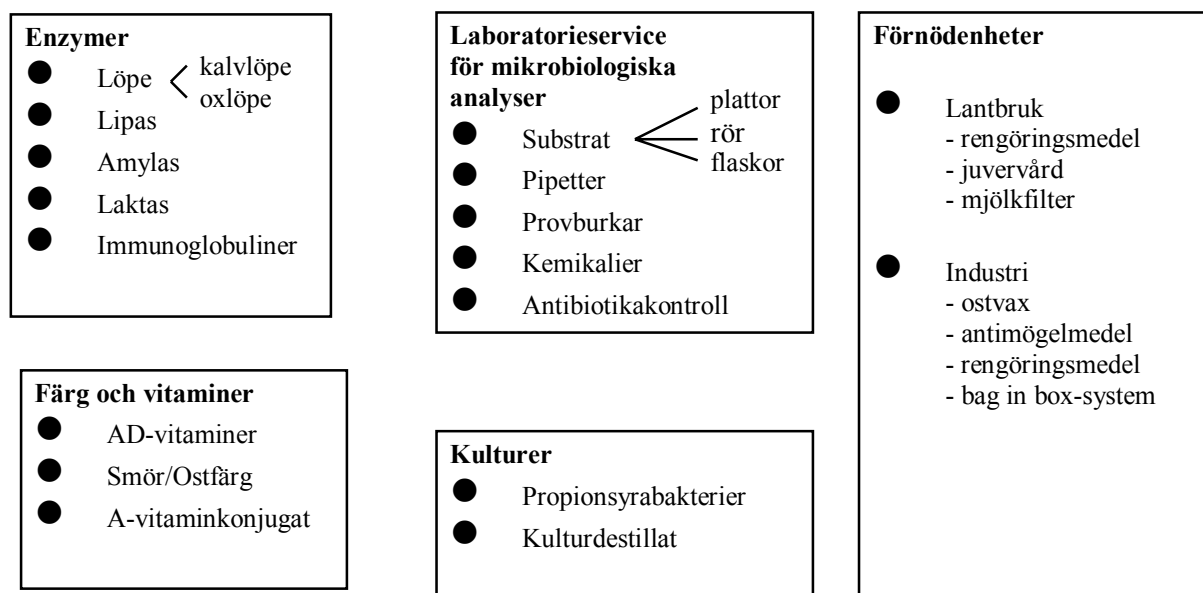 Enzymer
● Löpe
kalvlöpe
oxlöpe
● Lipas
● Amylas
● Laktas
● Immunoglobuliner
Färg och vitaminer
● AD-vitaminer
● Smör/Ostfärg
● A-vitaminkonjugat
Laboratorieservice
för mikrobiologiska
analyser
● Substrat
plattor
rör
flaskor
● Pipetter
● Provburkar
● Kemikalier
● Antibiotikakontroll
Kulturer
● Propionsyrabakterier
● Kulturdestillat
Förnödenheter
● Lantbruk
- rengöringsmedel
- juvervård
- mjölkfilter
● Industri
- ostvax
- antimögelmedel
- rengöringsmedel
- bag in box-system